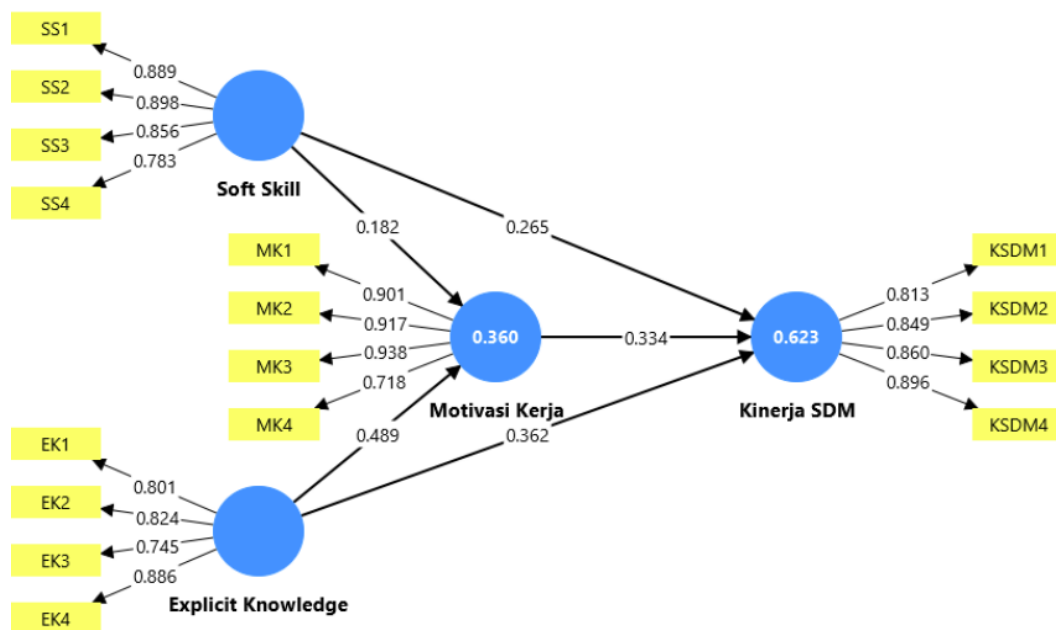 SS1
0.889
SS2
0.898
SS3
0.856
0.783
SS4
Soft Skill
0.182
0.265
MK1
0.901
MK2
0.917
MK3
0.938
0.718
MK4
0.360
Motivasi Kerja
0.334
0.623
Kinerja SDM
KSDM1
0.813
KSDM2
0.849
KSDM3
0.860
0.896
KSDM4
0.489
0.362
EK1
0.801
EK2
0.824
EK3
0.745
0.886
EK4
Explicit Knowledge